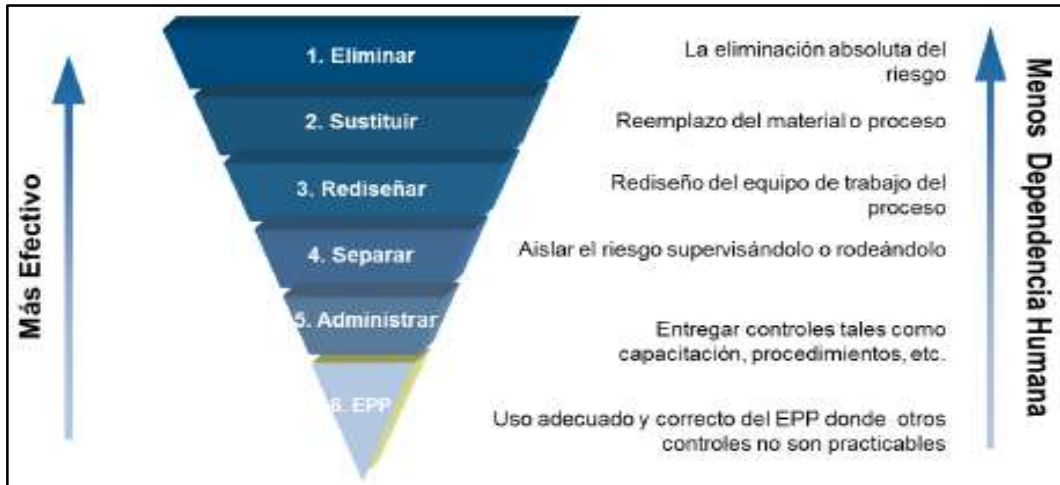 Más Efectivo
1. Eliminar
La eliminación absoluta del
riesgo
2. Sustituir
Reemplazo del material o proceso
3. Rediseñar
Rediseño del equipo de trabajo del
proceso
4. Separar
Aislar el riesgo supervisándolo o rodeándolo
5. Administrar
Entregar controles tales como
capacitación, procedimientos, etc.
6. EPP
Uso adecuado y correcto del EPP donde otros
controles no son practicables
Menos Dependencia Humana